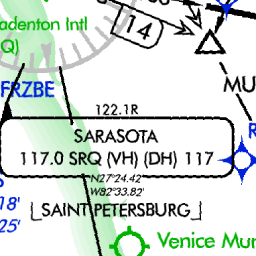 adenton Intl
Q)
14
FRZBE
MU
122.1R
SARASOTA
117.0 SRQ (VH) (DH) 117
R
N27°24.42'
W82°33.82'
S
18'
25'
SAINT PETERSBURG
Venice Mun